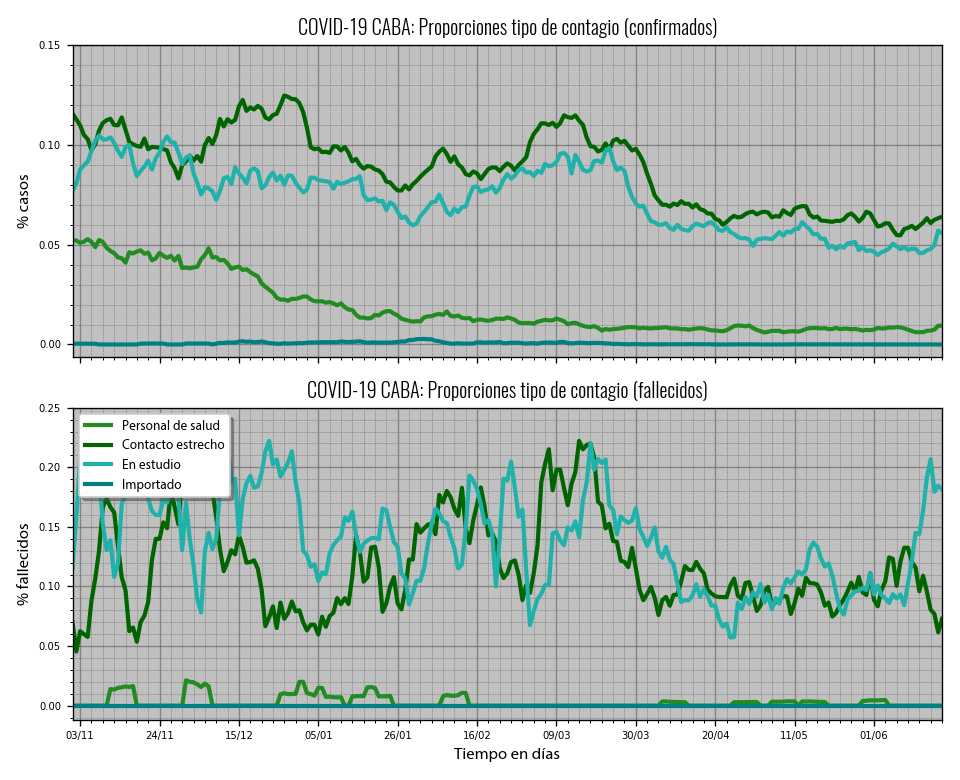 COVID-19 CABA: Proporciones tipo de contagio (confirmados)
0.15
0.10
0.05
0.00
% casos
COVID-19 CABA: Proporciones tipo de contagio (fallecidos)
0.25
0.20
0.15
0.10
0.05
0.00
% fallecidos
Personal de salud
Contacto estrecho
En estudio
Importado
03/11 24/11 15/12 05/01 26/01 16/02 09/03 30/03 20/04 11/05 01/06
Tiempo en días